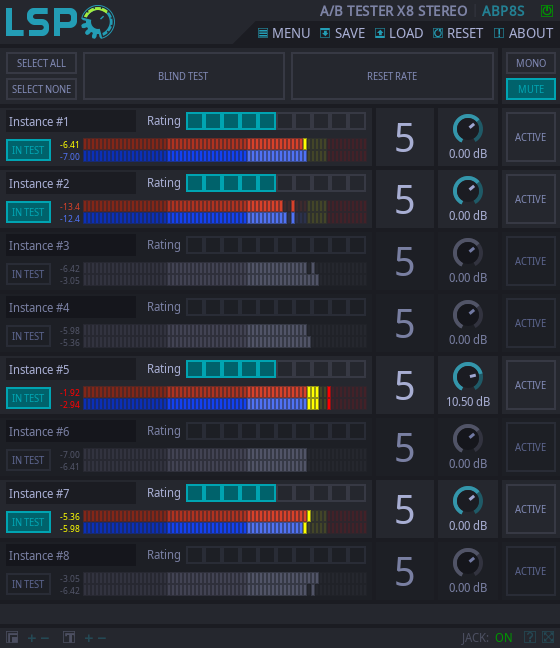 LSP
A/B TESTER X8 STEREO ABP8S
MENU SAVE LOAD RESET ABOUT
SELECT ALL
SELECT NONE
BLIND TEST
RESET RATE
MONO
MUTE
Instance #1 Rating
IN TEST
-6.41
-7.00
5
0.00 dB
ACTIVE
Instance #2 Rating
IN TEST
-13.4
-12.4
5
0.00 dB
ACTIVE
Instance #3 Rating
IN TEST
-6.42
-3.05
5
0.00 dB
ACTIVE
Instance #4 Rating
IN TEST
-5.98
-5.36
5
0.00 dB
ACTIVE
Instance #5 Rating
IN TEST
-1.92
-2.94
5
10.50 dB
ACTIVE
Instance #6 Rating
IN TEST
-7.00
-6.41
5
0.00 dB
ACTIVE
Instance #7 Rating
IN TEST
-5.36
-5.98
5
0.00 dB
ACTIVE
Instance #8 Rating
IN TEST
-3.05
-6.42
5
0.00 dB
ACTIVE
+ − T + − JACK: ON ?